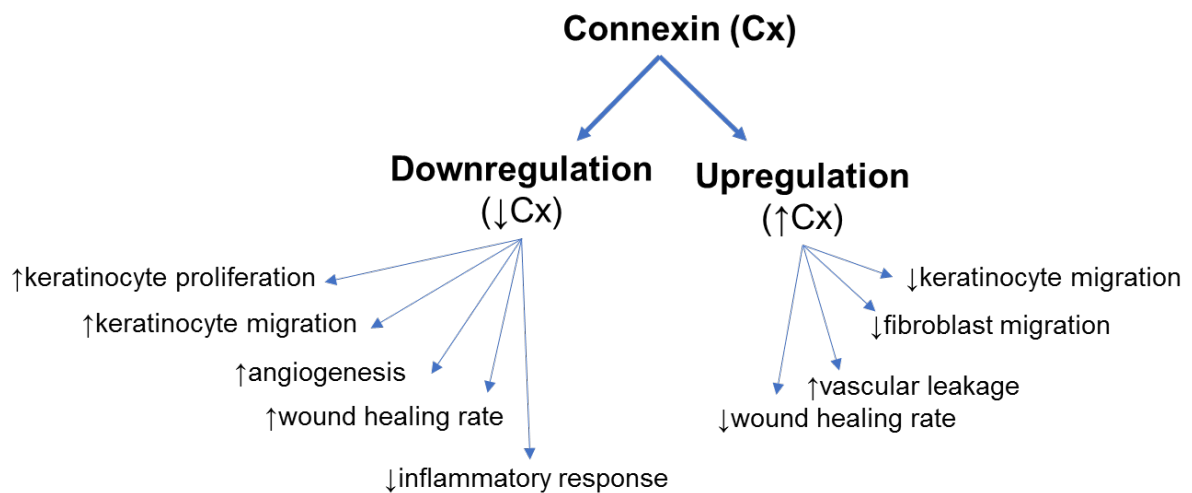 Connexin (Cx)
Downregulation
(↓Cx)
Upregulation
(↑Cx)
↑keratinocyte proliferation
↑keratinocyte migration
↑angiogenesis
↑wound healing rate
↓inflammatory response
↓keratinocyte migration
↓fibroblast migration
↑vascular leakage
↓wound healing rate